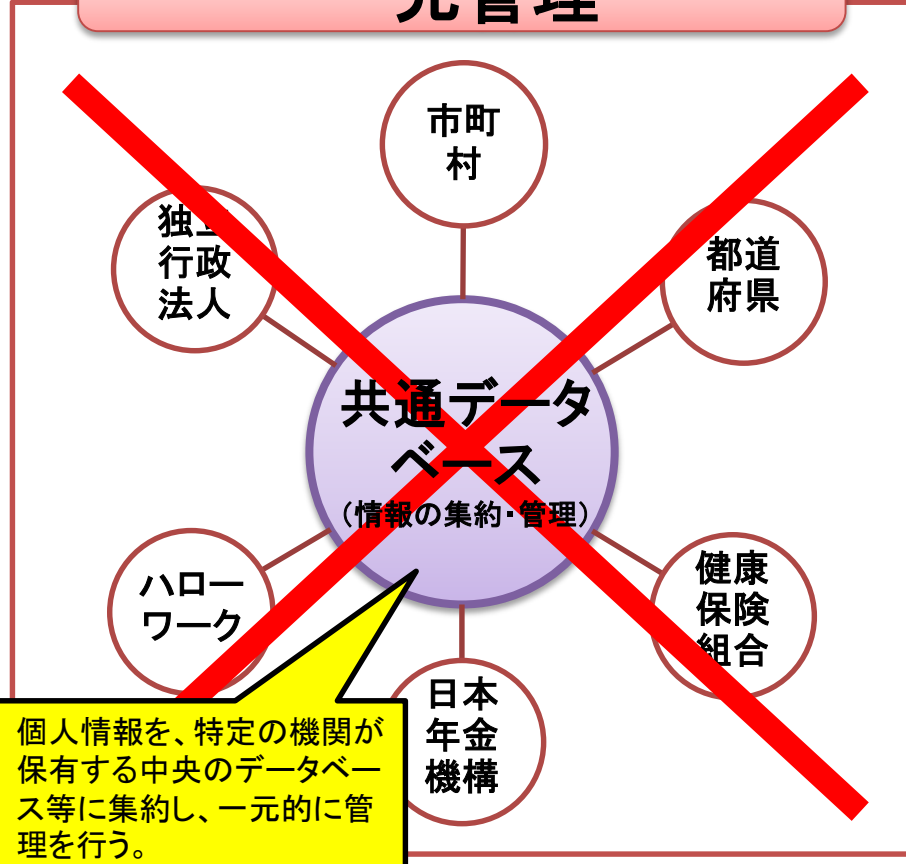 元管理
市町
村
独立
行政
法人
都道
府県
共通データ
ベース
（情報の集約・管理）
ハロー
ワーク
健康
保険
組合
日本
年金
機構
個人情報を、特定の機関が
保有する中央のデータベー
ス等に集約し、一元的に管
理を行う。